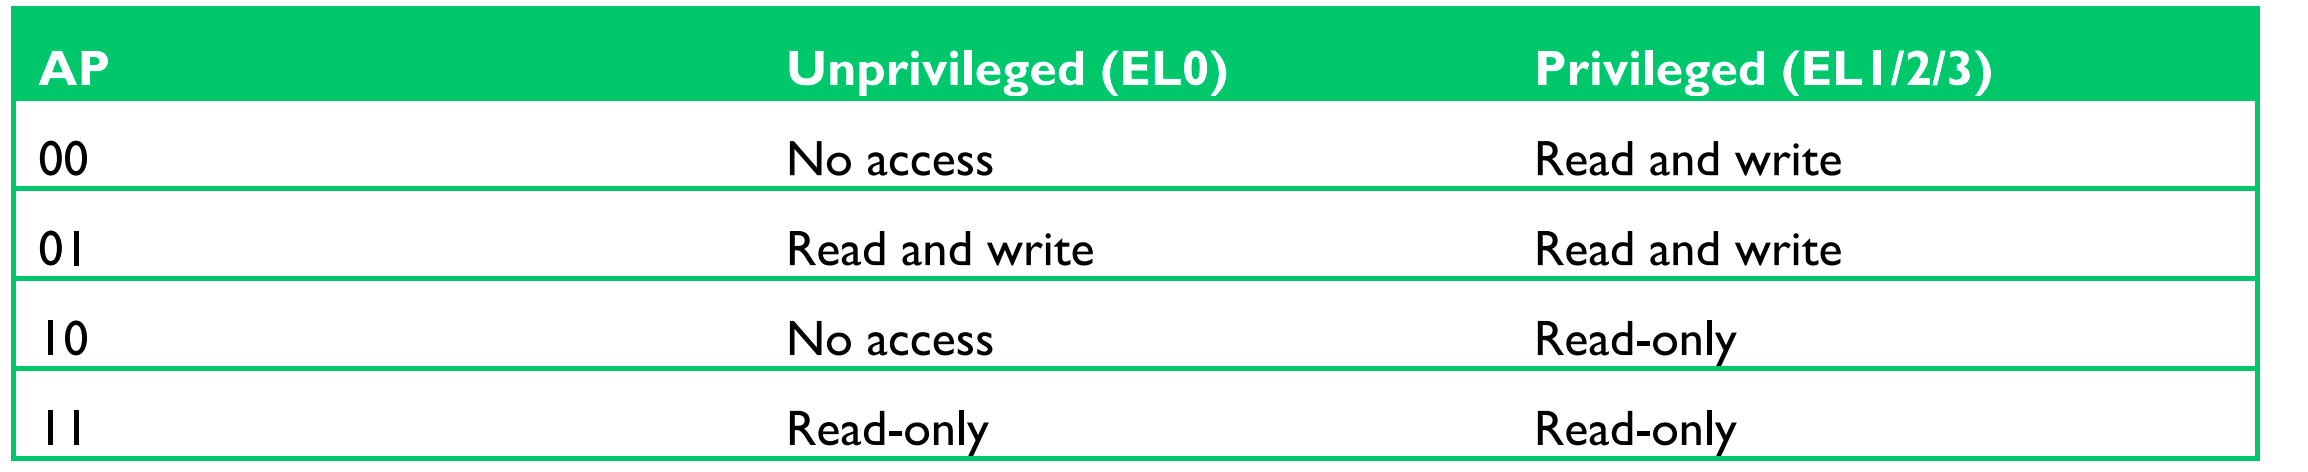 AP Unprivileged (EL0) Privileged (EL1/2/3)
00 No access Read and write
01 Read and write Read and write
10 No access Read-only
11 Read-only Read-only